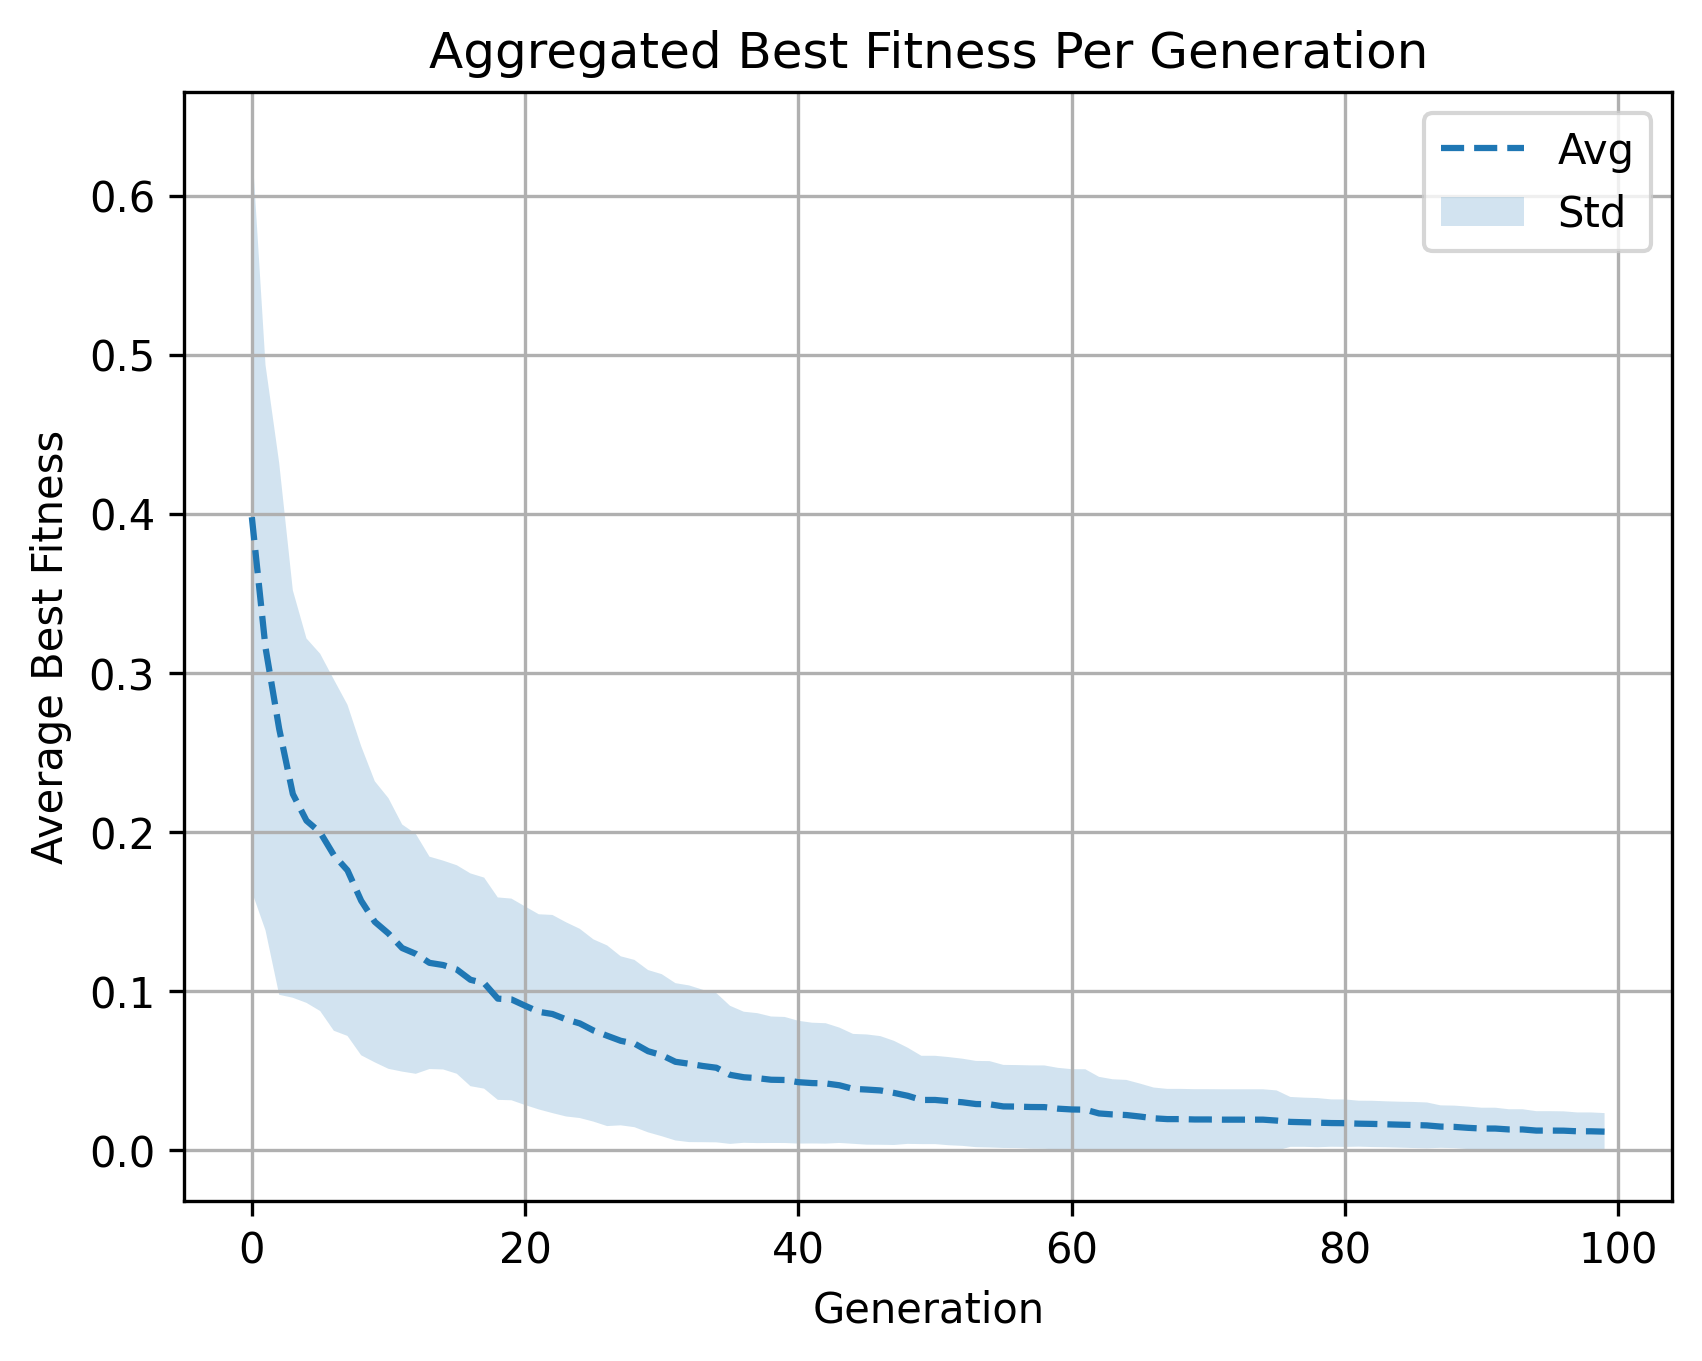 Aggregated Best Fitness Per Generation
Avg
Std
Average Best Fitness
0.6
0.5
0.4
0.3
0.2
0.1
0.0
0 20 40 60 80 100
Generation